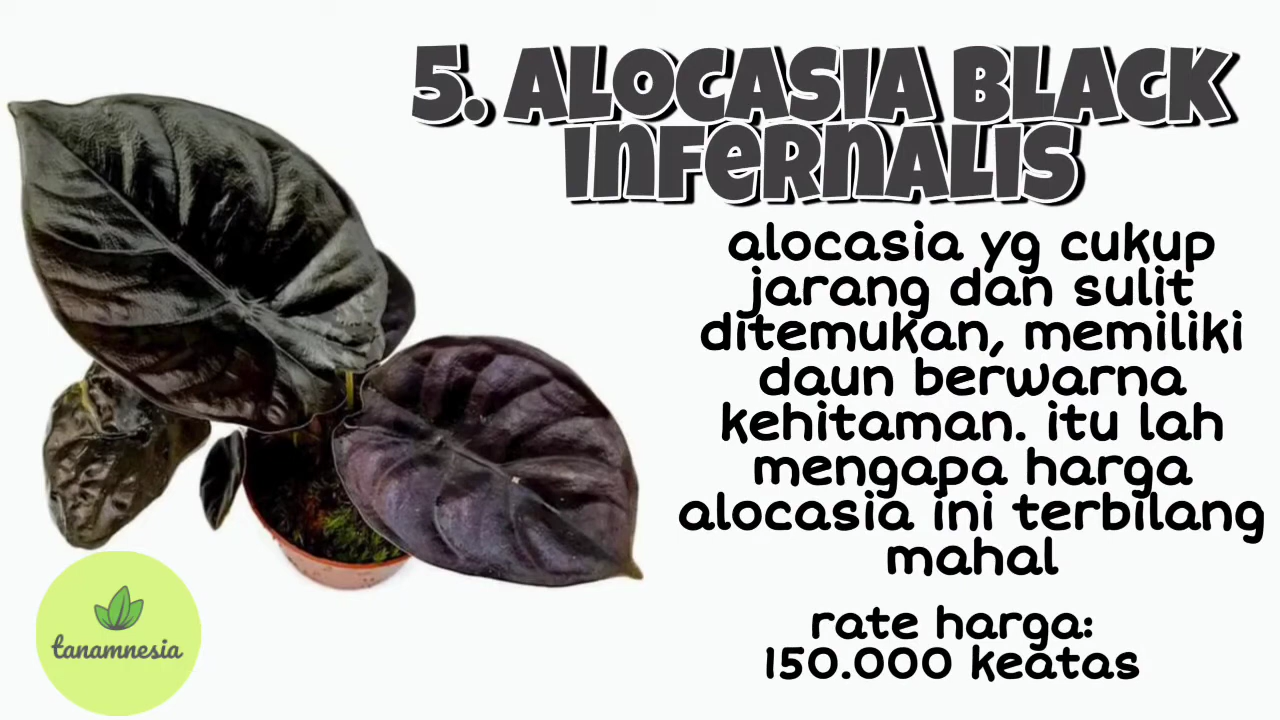 5. ALOCASIA BLACK
INFERNALIS
alocasia yg cukup
jarang dan sulit
ditemukan, memiliki
daun berwarna
kehitaman. itu lah
mengapa harga
alocasia ini terbilang
mahal
rate harga:
150.000 keatas
tanamnesia